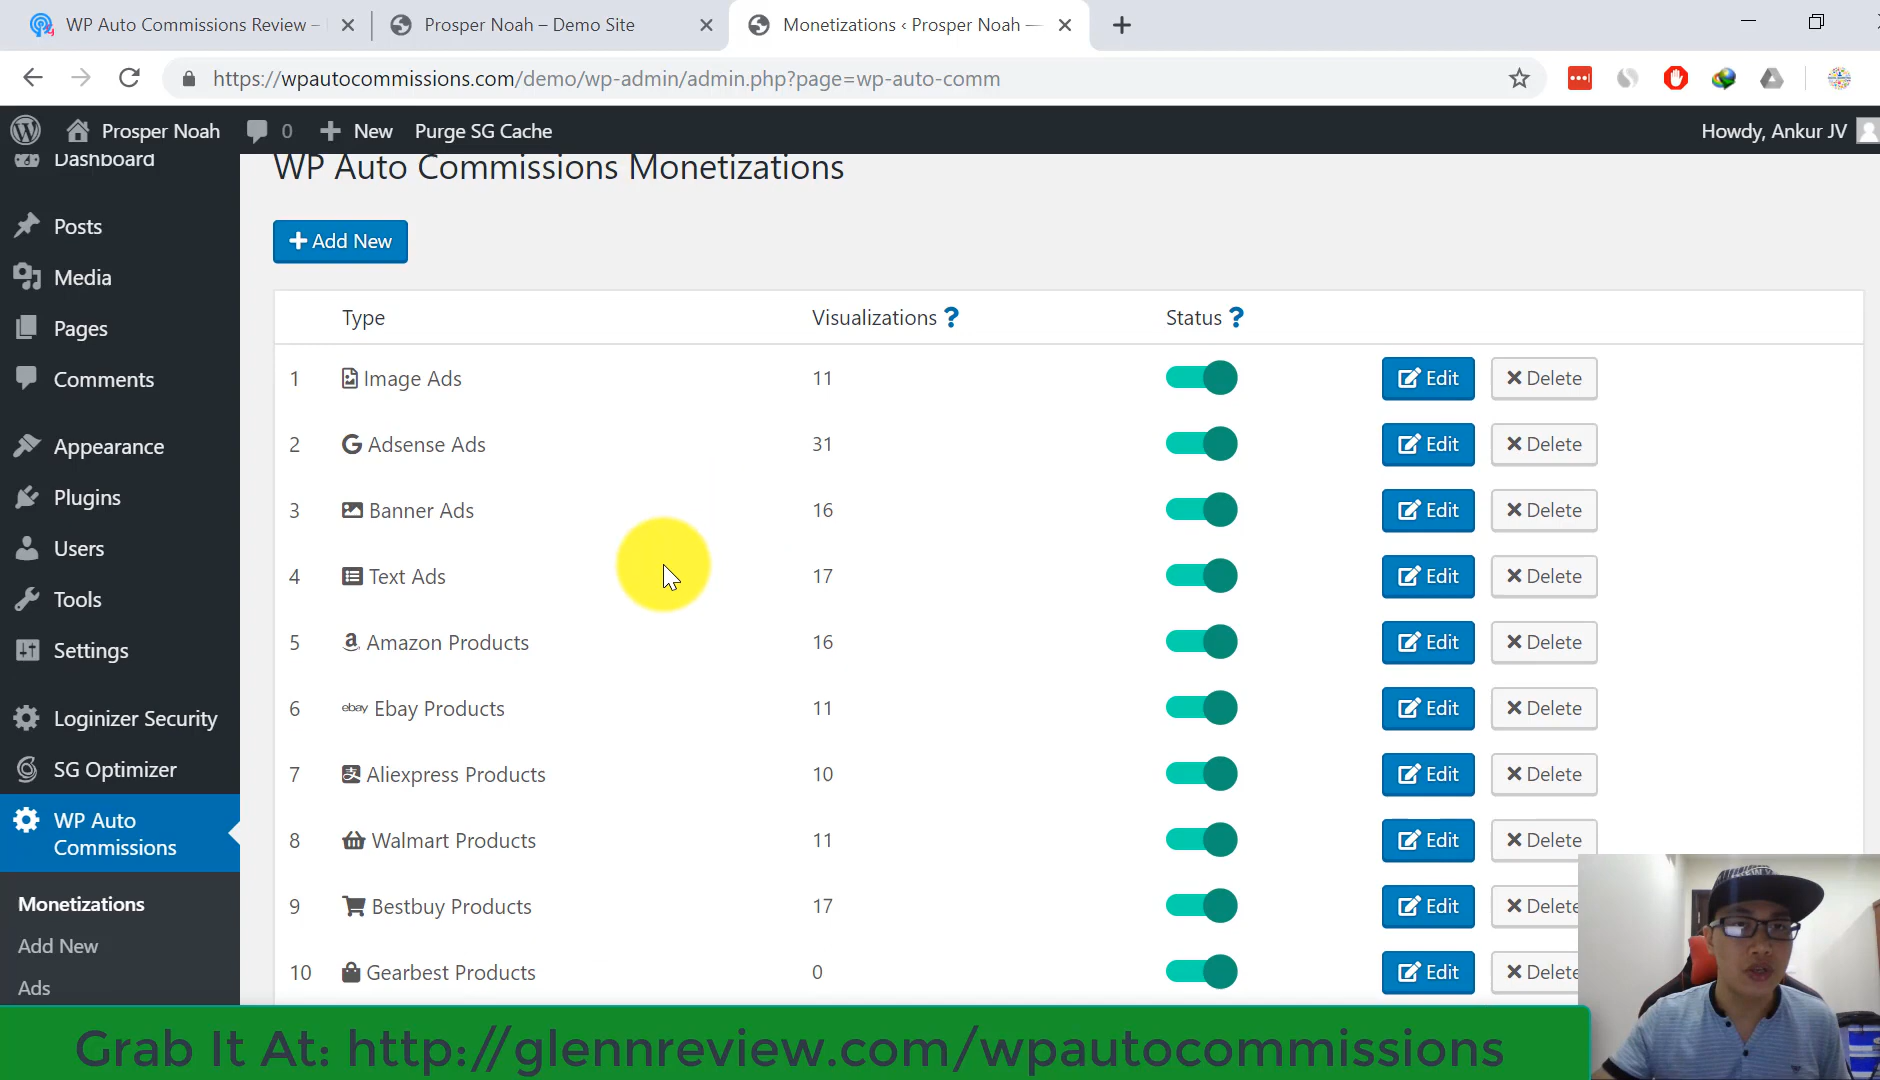 WP Auto Commissions Review –
Prosper Noah – Demo Site
Monetizations ‹ Prosper Noah —
https://wpautocommissions.com/demo/wp-admin/admin.php?page=wp-auto-comm
Prosper Noah
0
New
Purge SG Cache
Howdy, Ankur JV
Dashboard
Posts
Media
Pages
Comments
Appearance
Plugins
Users
Tools
Settings
Loginizer Security
SG Optimizer
WP Auto
Commissions
Monetizations
Add New
Ads
WP Auto Commissions Monetizations
Add New
Type Visualizations ? Status ?
1 Image Ads 11 Edit Delete
2 Adsense Ads 31 Edit Delete
3 Banner Ads 16 Edit Delete
4 Text Ads 17 Edit Delete
5 Amazon Products 16 Edit Delete
6 ebay Ebay Products 11 Edit Delete
7 Aliexpress Products 10 Edit Delete
8 Walmart Products 11 Edit Delete
9 Bestbuy Products 17 Edit Delete
10 Gearbest Products 0 Edit Delete
Grab It At: http://glennreview.com/wpautocommissions